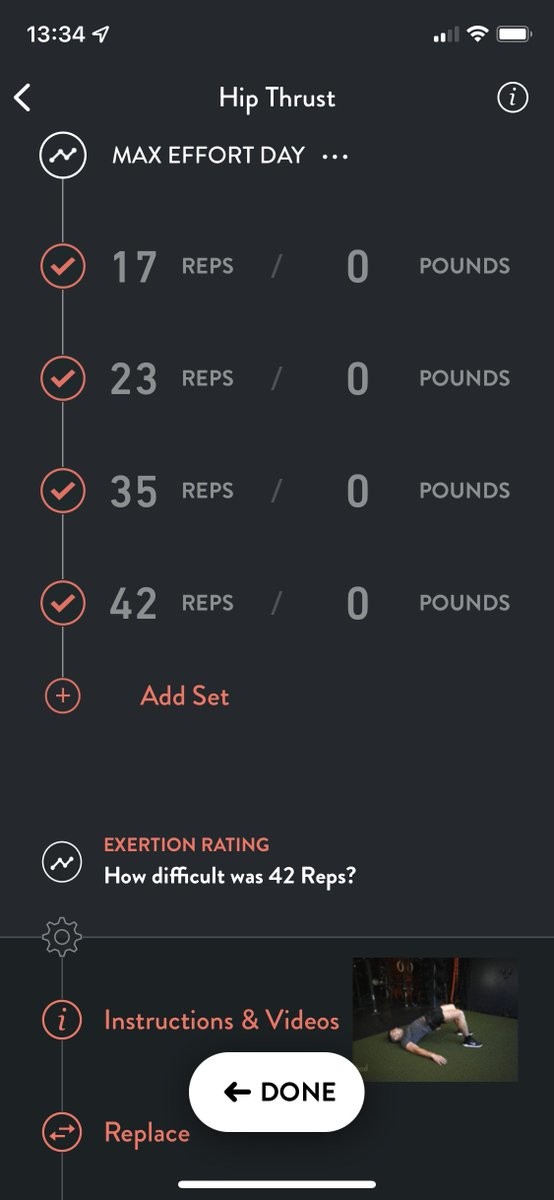 13:34
Hip Thrust
MAX EFFORT DAY ...
17 REPS / 0 POUNDS
23 REPS / 0 POUNDS
35 REPS / 0 POUNDS
42 REPS / 0 POUNDS
Add Set
EXERTION RATING
How difficult was 42 Reps?
Instructions & Videos
DONE
Replace